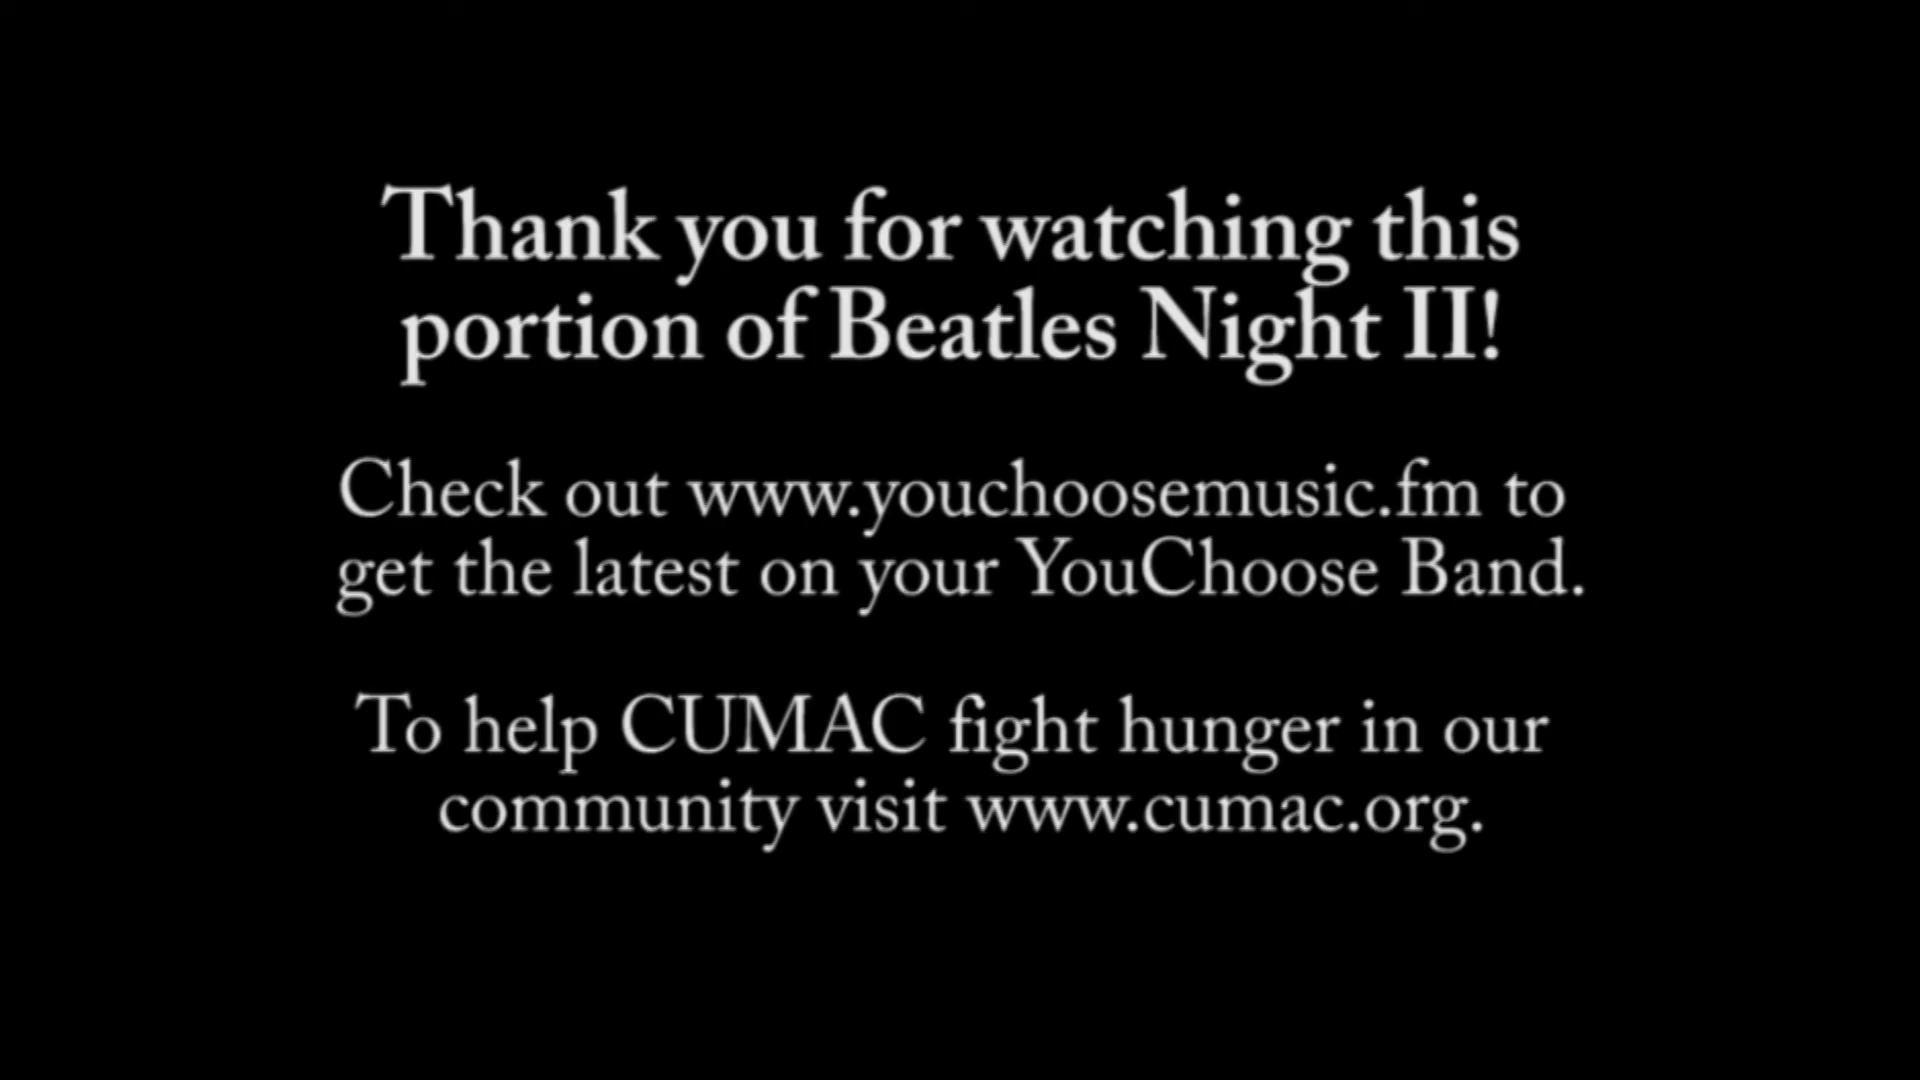 Thank you for watching this
portion of Beatles Night II!
Check out www.youchoosemusic.fm to
get the latest on your YouChoose Band.
To help CUMAC fight hunger in our
community visit www.cumac.org.